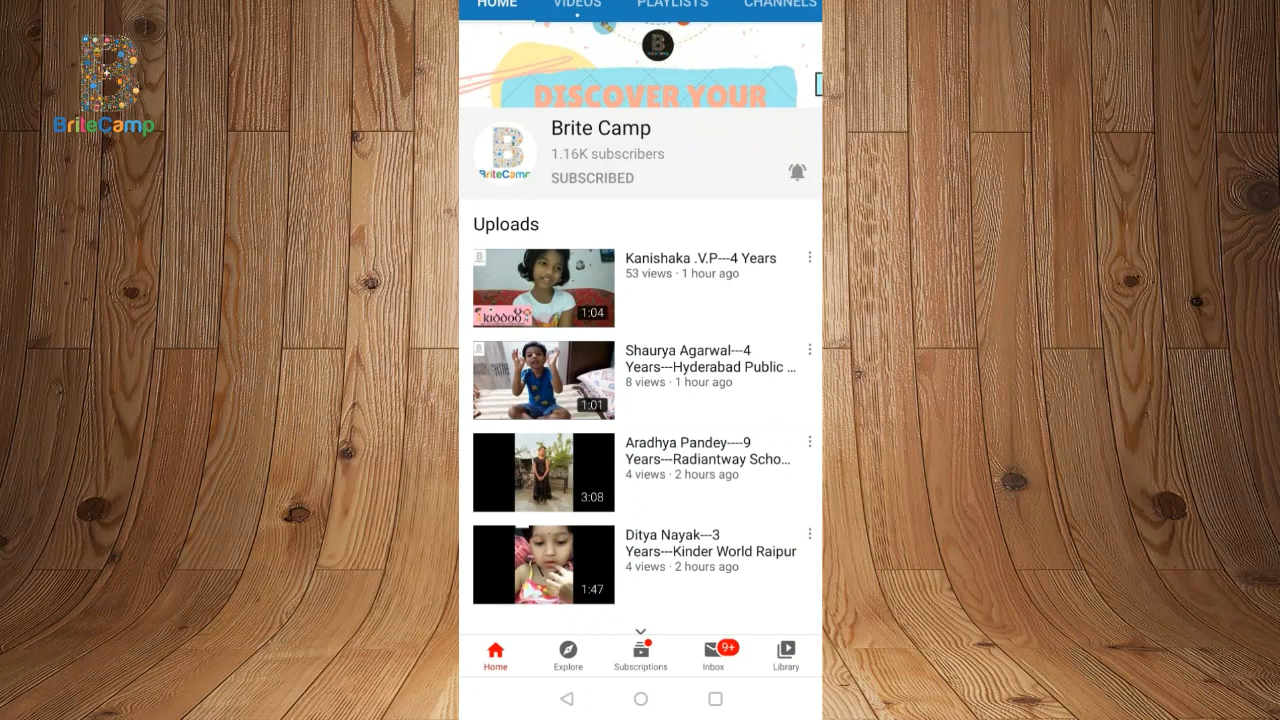 HOME VIDEOS PLAYLISTS CHANNELS
B
BriteCamp
DISCOVER YOUR
Brite Camp
1.16K subscribers
SUBSCRIBED
BriteCamp
Uploads
Kanishaka .V.P---4 Years
53 views · 1 hour ago
kiddoo
1:04
Shaurya Agarwal---4
Years---Hyderabad Public ...
8 views · 1 hour ago
1:01
Aradhya Pandey----9
Years---Radiantway Scho...
4 views · 2 hours ago
3:08
Ditya Nayak---3
Years---Kinder World Raipur
4 views · 2 hours ago
1:47
9+
Home Explore Subscriptions Inbox Library